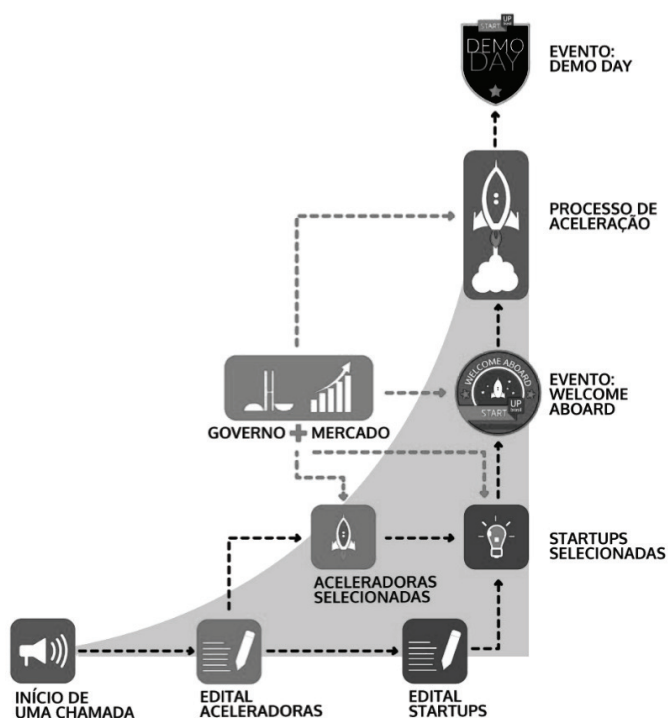 START
UP
DEMO
DAY
EVENTO:
DEMO DAY
PROCESSO DE
ACELERAÇÃO
WELCOME ABOARD
START
UP
EVENTO:
WELCOME
ABOARD
GOVERNO + MERCADO
STARTUPS
SELECIONADAS
ACELERADORAS
SELECIONADAS
INÍCIO DE
UMA CHAMADA
EDITAL
ACELERADORAS
EDITAL
STARTUPS